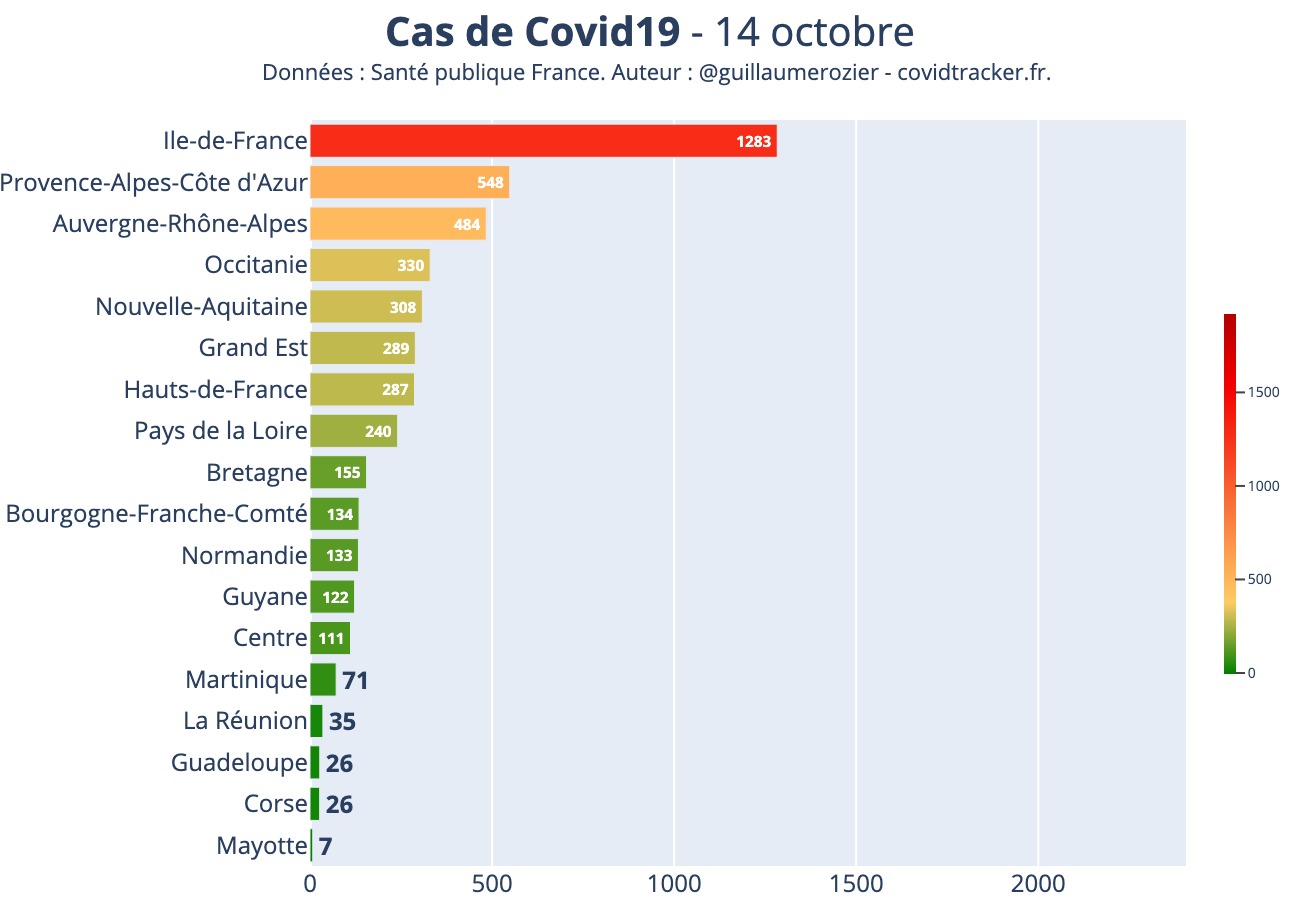 Cas de Covid19 - 14 octobre
Données : Santé publique France. Auteur : @guillaumerozier - covidtracker.fr.
Ile-de-France 1283
Provence-Alpes-Côte d'Azur 548
Auvergne-Rhône-Alpes 484
Occitanie 330
Nouvelle-Aquitaine 308
Grand Est 289
Hauts-de-France 287
Pays de la Loire 240
Bretagne 155
Bourgogne-Franche-Comté 134
Normandie 133
Guyane 122
Centre 111
Martinique 71
La Réunion 35
Guadeloupe 26
Corse 26
Mayotte 7
0 500 1000 1500 2000
1500
1000
500
0